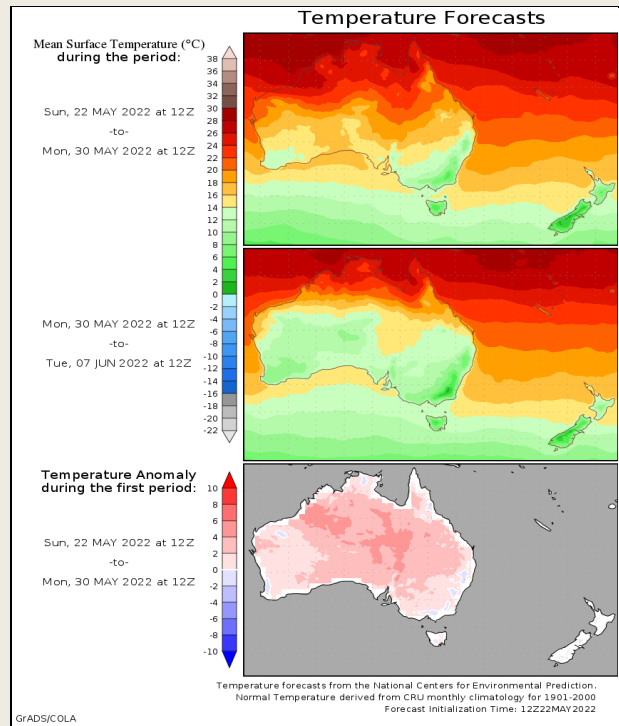 Temperature Forecasts
Mean Surface Temperature (°C)
during the period:
Sun, 22 MAY 2022 at 12Z
-to-
Mon, 30 MAY 2022 at 12Z
38
36
34
32
30
28
26
24
22
20
18
16
14
12
10
8
6
4
2
0
-2
-4
-6
-8
-10
-12
-14
-16
-17
-18
-20
-22
Mon, 30 MAY 2022 at 12Z
-to-
Tue, 07 JUN 2022 at 12Z
Temperature Anomaly
during the first period:
Sun, 22 MAY 2022 at 12Z
-to-
Mon, 30 MAY 2022 at 12Z
10
8
6
4
2
0
-2
-4
-6
-8
-10
Temperature forecasts from the National Centers for Environmental Prediction.
Normal Temperature derived from CRU monthly climatology for 1901-2000
Forecast Initialization Time: 12Z22MAY2022
GrADS/COLA